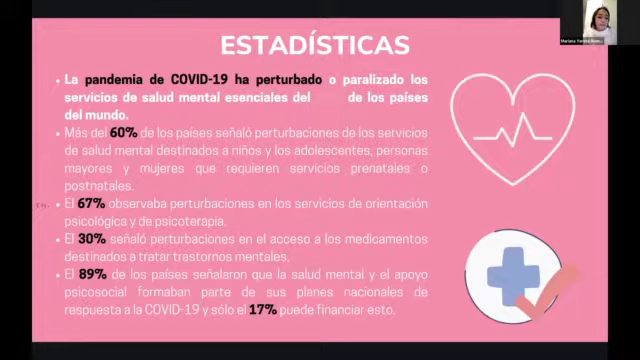 ESTADÍSTICAS
La pandemia de COVID-19 ha perturbado o paralizado los
servicios de salud mental esenciales del de los países
del mundo.
Más del 60% de los países señaló perturbaciones de los servicios
de salud mental destinados a niños y los adolescentes; personas
mayores y mujeres que requieren servicios prenatales o
postnatales.
El 67% observaba perturbaciones en los servicios de orientación
psicológica y de psicoterapia.
El 30% señaló perturbaciones en el acceso a los medicamentos
destinados a tratar trastornos mentales,
El 89% de los países señalaron que la salud mental y el apoyo
psicosocial formaban parte de sus planes nacionales de
respuesta a la COVID-19 y sólo el 17% puede financiar esto.
Mariana